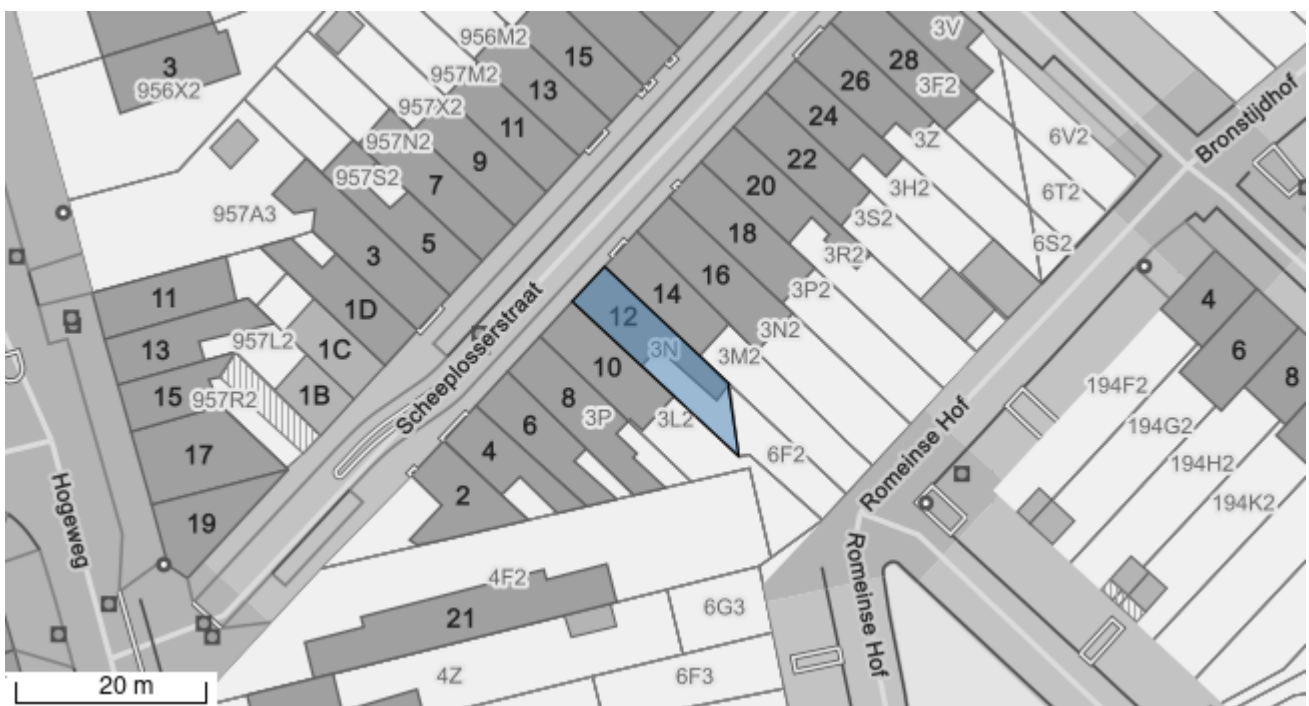 3V
956M2
15
28
3
956X2
957M2
26
3F2
13
957X2
24
Bronstijdhof
11
957N2
3Z
6V2
22
9
957S2
7
20
3H2
6T2
957A3
3S2
18
6S2
5
3R2
3
16
3P2
11
14
4
1D
12
3N2
957L2
13
1C
3N
3M2
6
Scheeplosserstraat
10
8
15
957R2
1B
8
194F2
3P
3L2
6
194G2
17
4
6F2
Romeinse Hof
194H2
2
Hogeweg
194K2
19
Romeinse Hof
4F2
21
6G3
4Z
6F3
20 m